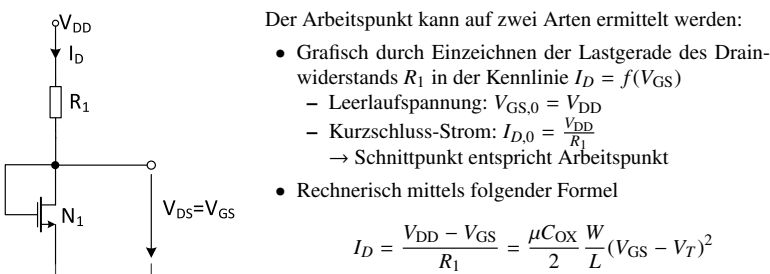 V_DD
I_D
R_1
N_1
V_DS=V_GS
Der Arbeitspunkt kann auf zwei Arten ermittelt werden:
• Grafisch durch Einzeichnen der Lastgerade des Drain-
widerstands R_1 in der Kennlinie I_D = f(V_GS)
– Leerlaufspannung: V_GS,0 = V_DD
– Kurzschluss-Strom: I_D,0 = V_DD/R_1
→ Schnittpunkt entspricht Arbeitspunkt
• Rechnerisch mittels folgender Formel
I_D = (V_DD − V_GS)/R_1 = (μC_OX/2) (W/L) (V_GS − V_T)^2